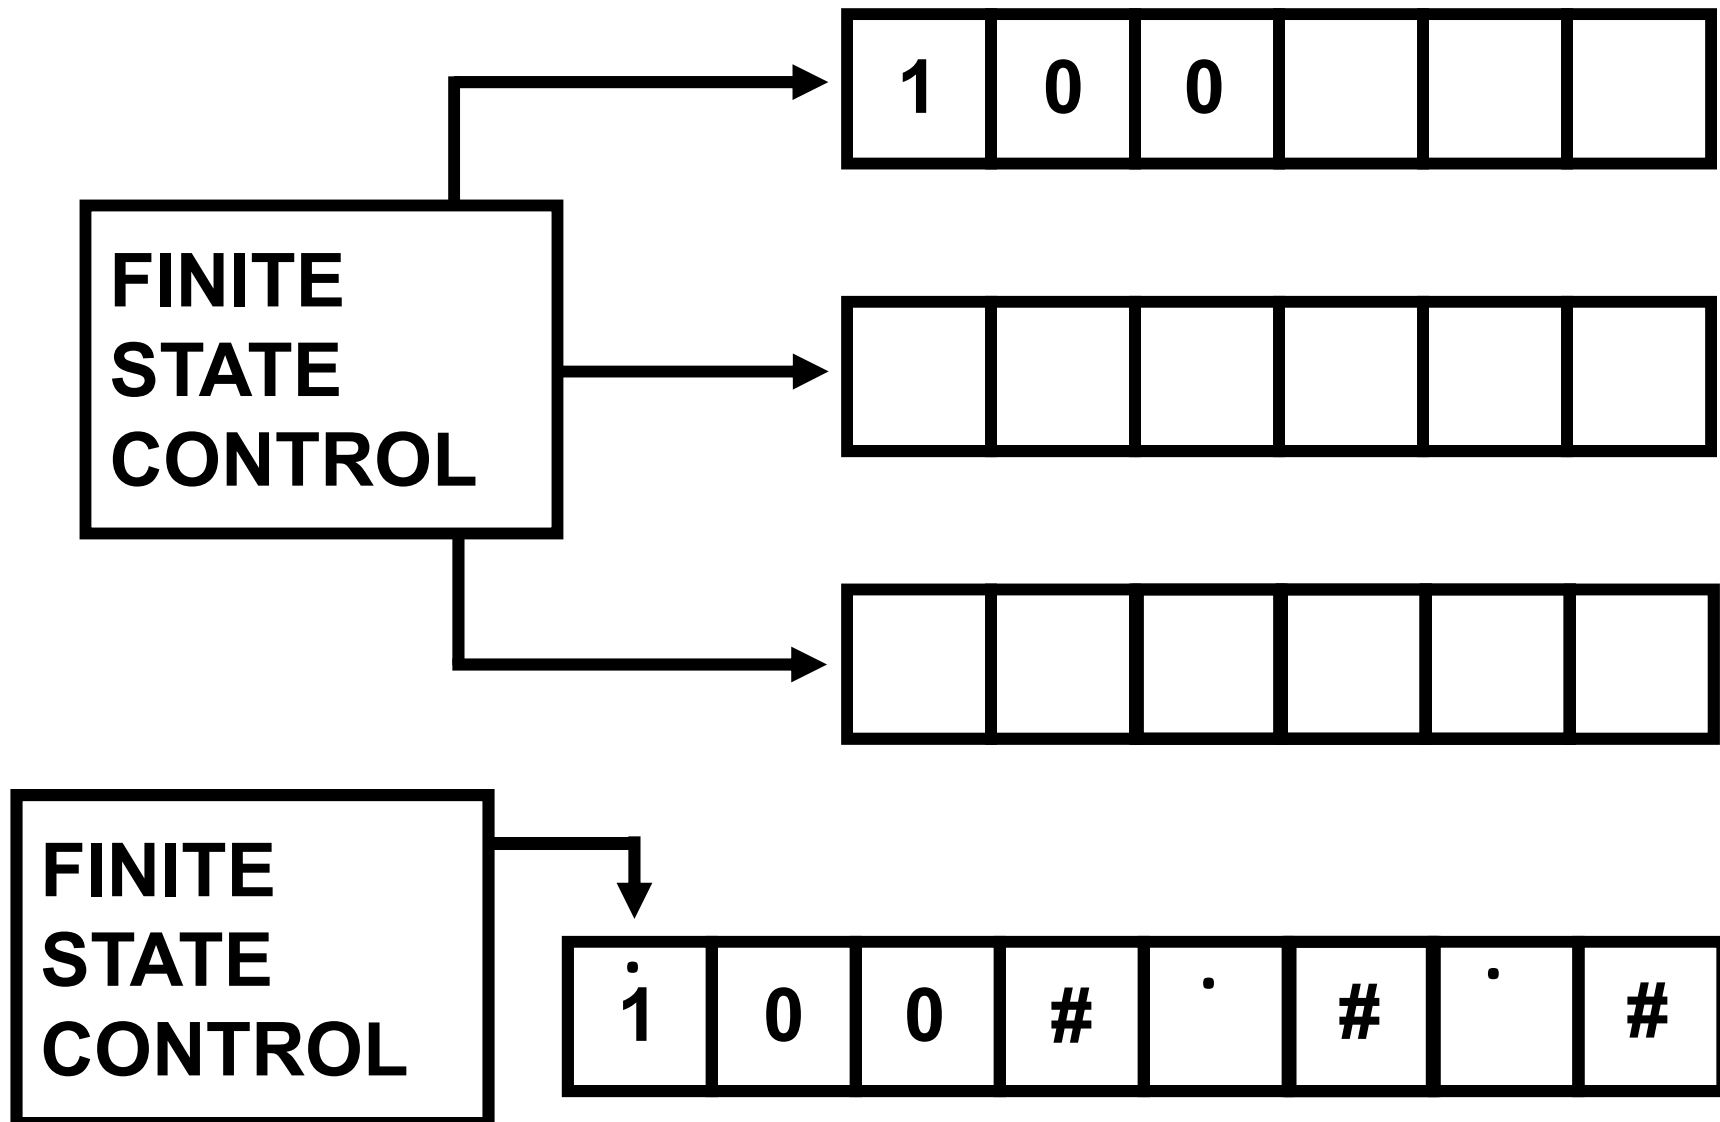 1 0 0
FINITE
STATE
CONTROL
FINITE
STATE
CONTROL
1̇ 0 0 # ˙ # ˙ #